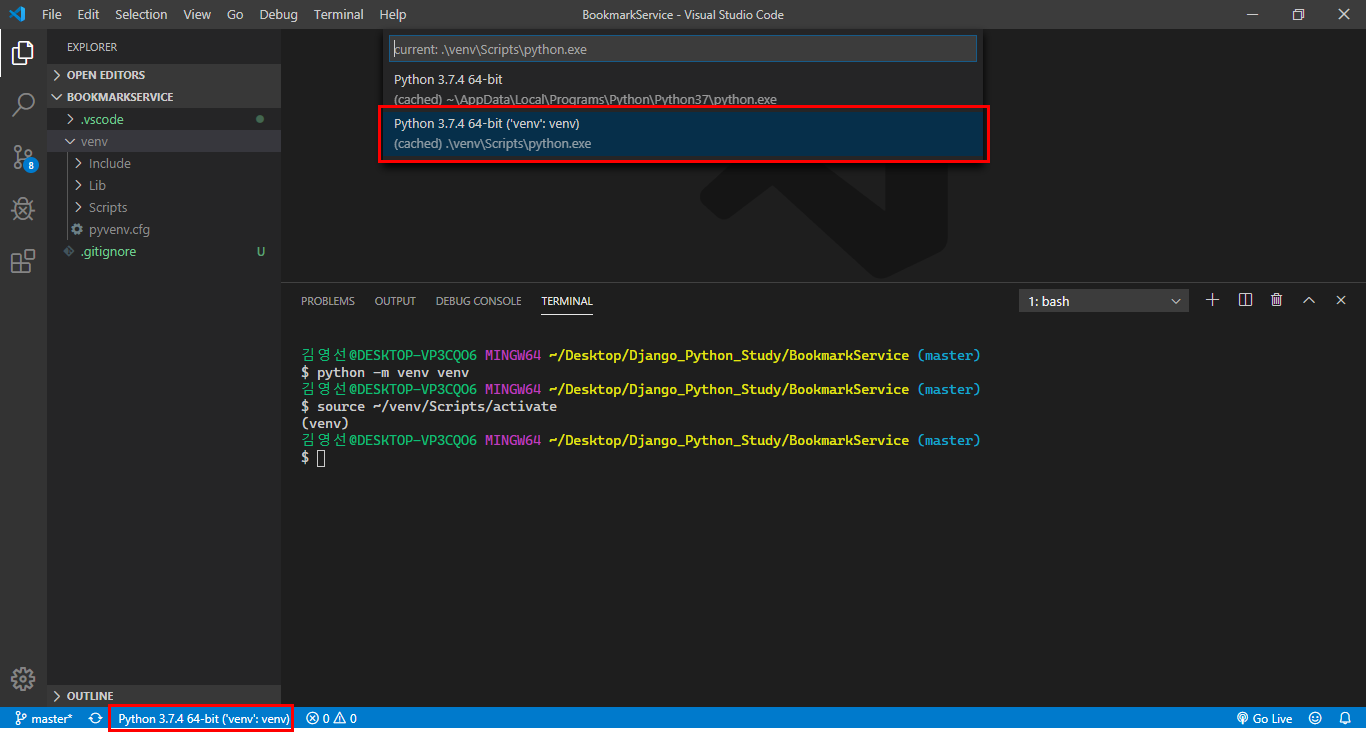 File Edit Selection View Go Debug Terminal Help BookmarkService - Visual Studio Code
EXPLORER
OPEN EDITORS
BOOKMARKSERVICE
.vscode
venv
Include
Lib
Scripts
pyvenv.cfg
.gitignore U
8
OUTLINE
current: .\venv\Scripts\python.exe
Python 3.7.4 64-bit
(cached) ~\AppData\Local\Programs\Python\Python37\python.exe
Python 3.7.4 64-bit ('venv': venv)
(cached) .\venv\Scripts\python.exe
PROBLEMS OUTPUT DEBUG CONSOLE TERMINAL 1: bash
김영선@DESKTOP-VP3CQO6 MINGW64 ~/Desktop/Django_Python_Study/BookmarkService (master)
$ python -m venv venv
김영선@DESKTOP-VP3CQO6 MINGW64 ~/Desktop/Django_Python_Study/BookmarkService (master)
$ source ~/venv/Scripts/activate
(venv)
김영선@DESKTOP-VP3CQO6 MINGW64 ~/Desktop/Django_Python_Study/BookmarkService (master)
$
master* Python 3.7.4 64-bit ('venv': venv) 0 0 Go Live